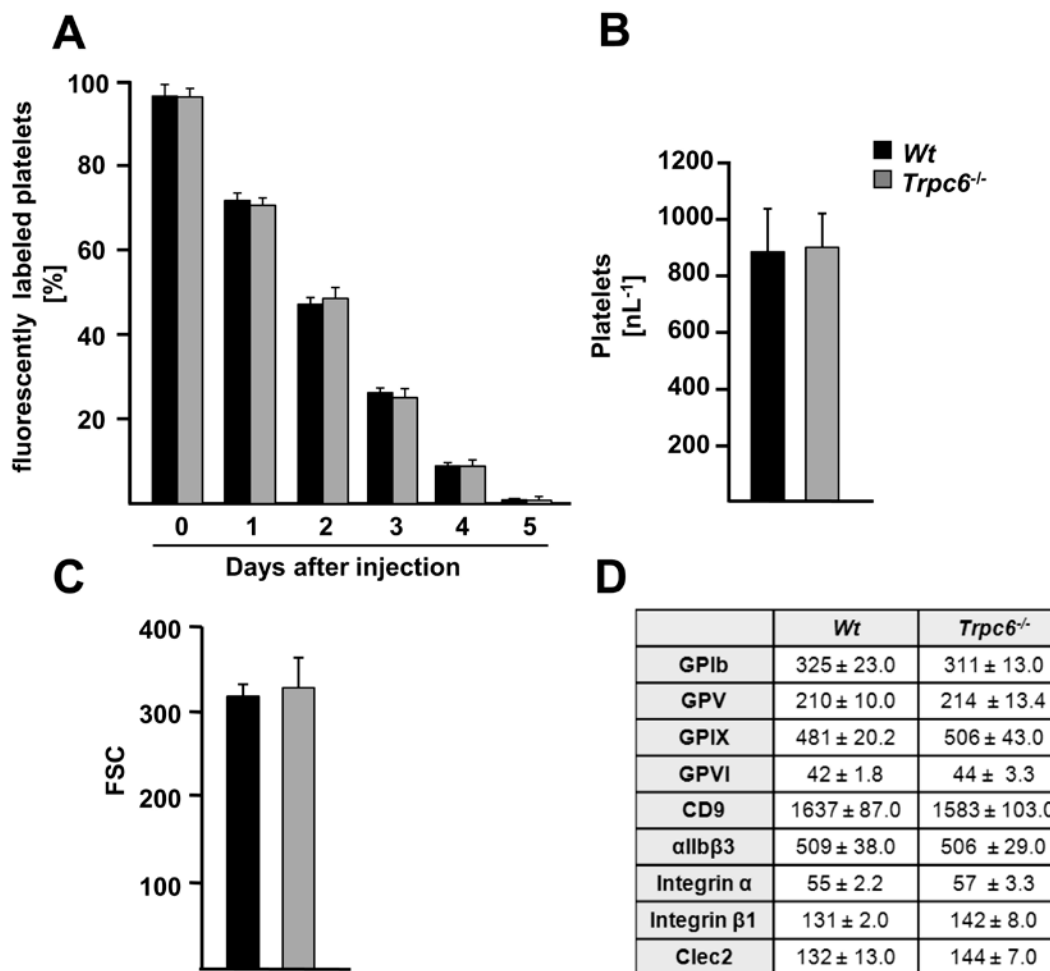 A
fluorescently labeled platelets
[%]
100
80
60
40
20
0 1 2 3 4 5
Days after injection
B
Wt
Trpc6-/-
Platelets
[nL-1]
1200
1000
800
600
400
200
C
FSC
400
300
200
100
D
Wt Trpc6-/-
GPIb 325 ± 23.0 311 ± 13.0
GPV 210 ± 10.0 214 ± 13.4
GPIX 481 ± 20.2 506 ± 43.0
GPVI 42 ± 1.8 44 ± 3.3
CD9 1637 ± 87.0 1583 ± 103.0
αIIbβ3 509 ± 38.0 506 ± 29.0
Integrin α 55 ± 2.2 57 ± 3.3
Integrin β1 131 ± 2.0 142 ± 8.0
Clec2 132 ± 13.0 144 ± 7.0